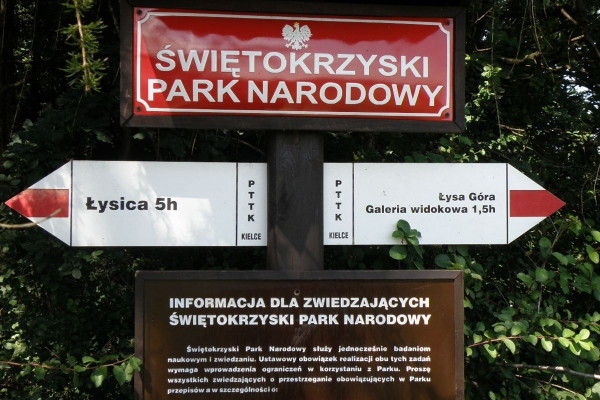 ŚWIĘTOKRZYSKI
PARK NARODOWY
Łysica 5h
PTTK
KIELCE
PTTK
KIELCE
Łysa Góra
Galeria widokowa 1,5h
INFORMACJA DLA ZWIEDZAJĄCYCH
ŚWIĘTOKRZYSKI PARK NARODOWY
Świętokrzyski Park Narodowy służy jednocześnie badaniom
naukowym i zwiedzaniu. Ustawowy obowiązek realizacji obu tych zadań
wymaga wprowadzenia ograniczeń w korzystaniu z Parku. Proszę
wszystkich zwiedzających o przestrzeganie obowiązujących w Parku
przepisów a w szczególności o: